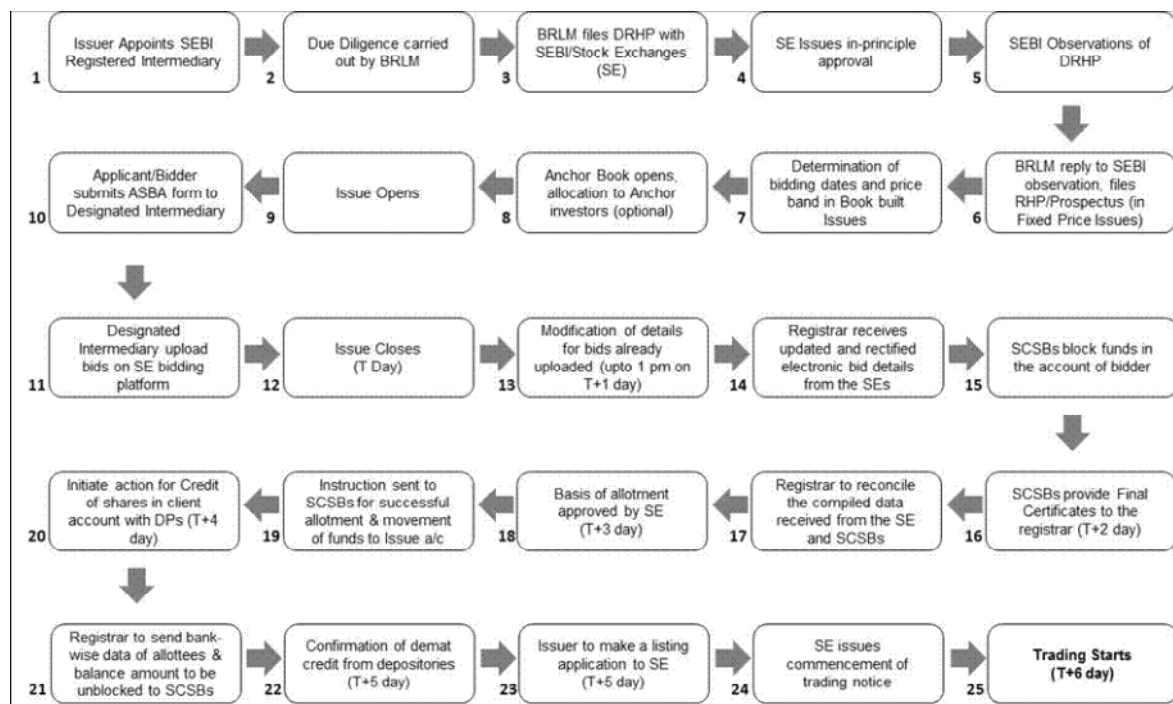 Issuer Appoints SEBI
Registered Intermediary
1
Due Diligence carried
out by BRLM
2
BRLM files DRHP with
SEBI/Stock Exchanges
(SE)
3
SE Issues in-principle
approval
4
SEBI Observations of
DRHP
5
BRLM reply to SEBI
observation, files
RHP/Prospectus (in
Fixed Price Issues)
6
Determination of
bidding dates and price
band in Book built
Issues
7
Anchor Book opens,
allocation to Anchor
investors (optional)
8
Issue Opens
9
Applicant/Bidder
submits ASBA form to
Designated Intermediary
10
Designated
Intermediary upload
bids on SE bidding
platform
11
Issue Closes
(T Day)
12
Modification of details
for bids already
uploaded (upto 1 pm on
T+1 day)
13
Registrar receives
updated and rectified
electronic bid details
from the SEs
14
SCSBs block funds in
the account of bidder
15
SCSBs provide Final
Certificates to the
registrar (T+2 day)
16
Registrar to reconcile
the compiled data
received from the SE
and SCSBs
17
Basis of allotment
approved by SE
(T+3 day)
18
Instruction sent to
SCSBs for successful
allotment & movement
of funds to Issue a/c
19
Initiate action for Credit
of shares in client
account with DPs (T+4
day)
20
Registrar to send bank-
wise data of allottees &
balance amount to be
unblocked to SCSBs
21
Confirmation of demat
credit from depositories
(T+5 day)
22
Issuer to make a listing
application to SE
(T+5 day)
23
SE issues
commencement of
trading notice
24
Trading Starts
(T+6 day)
25